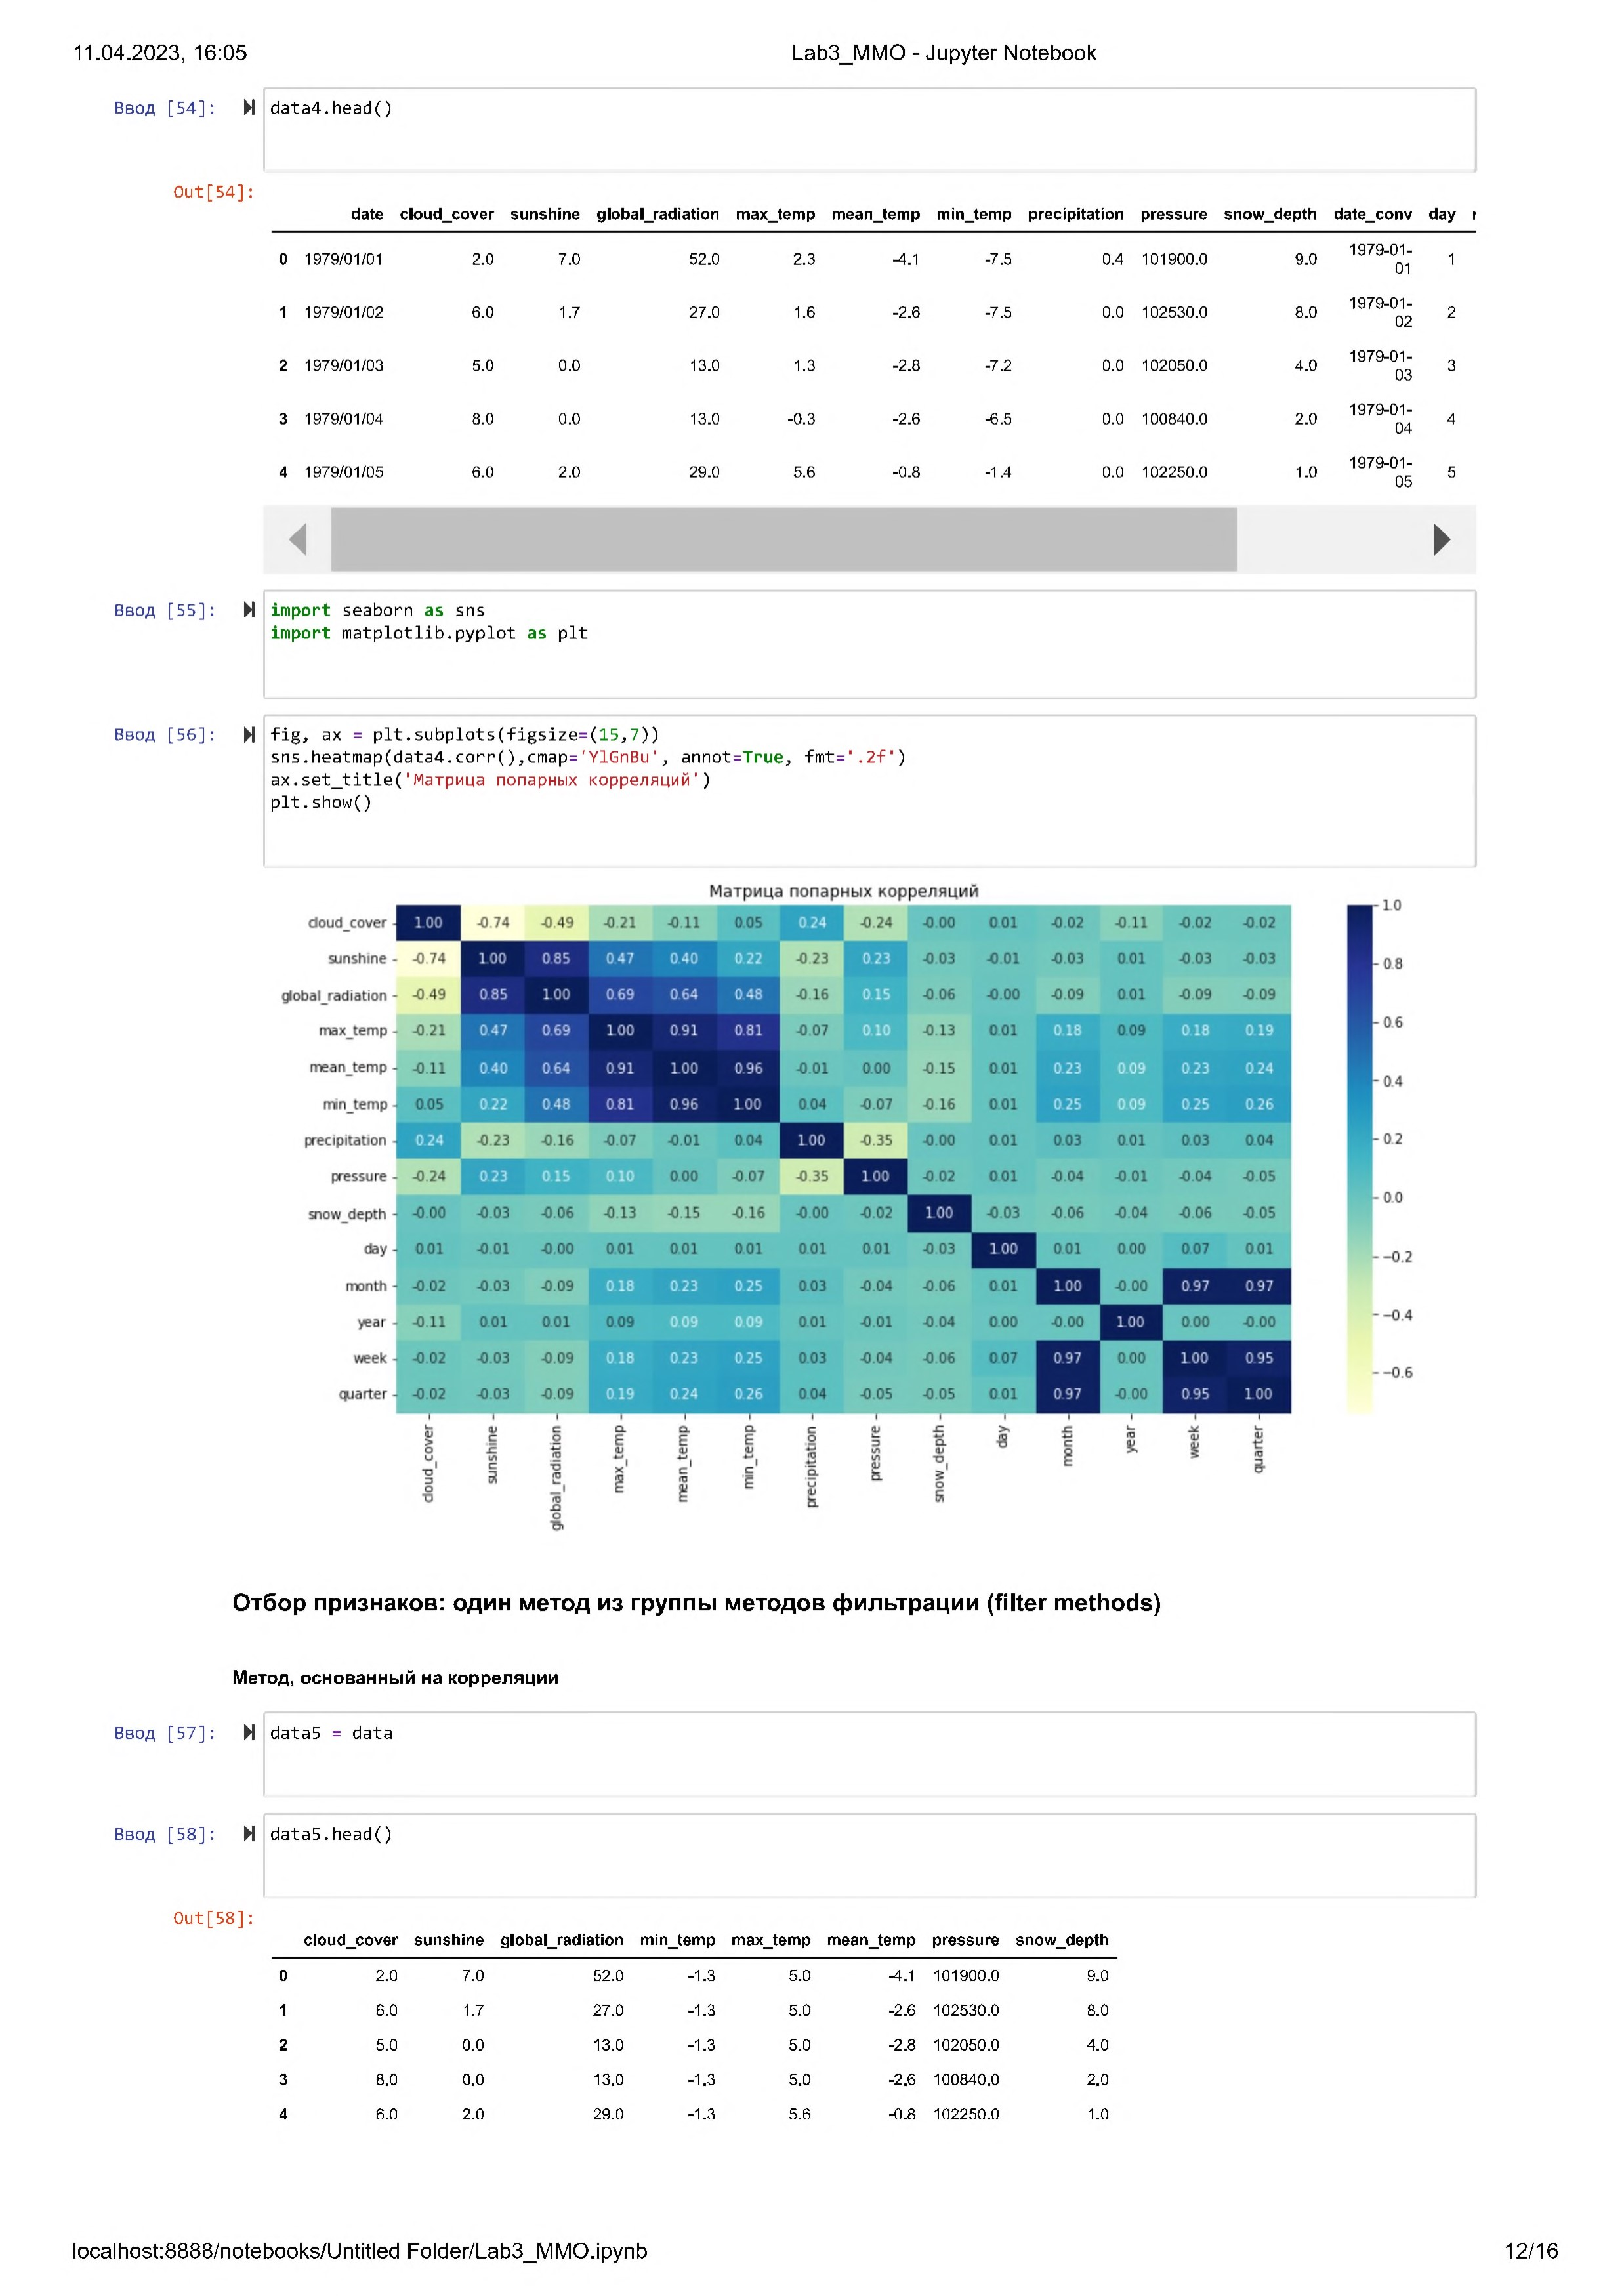 11.04.2023, 16:05 Lab3_MMO - Jupyter Notebook
Ввод [54]: data4.head()
Out[54]:
date cloud_cover sunshine global_radiation max_temp mean_temp min_temp precipitation pressure snow_depth date_conv day r
0 1979/01/01 2.0 7.0 52.0 2.3 -4.1 -7.5 0.4 101900.0 9.0 1979-01-01 1
1 1979/01/02 6.0 1.7 27.0 1.6 -2.6 -7.5 0.0 102530.0 8.0 1979-01-02 2
2 1979/01/03 5.0 0.0 13.0 1.3 -2.8 -7.2 0.0 102050.0 4.0 1979-01-03 3
3 1979/01/04 8.0 0.0 13.0 -0.3 -2.6 -6.5 0.0 100840.0 2.0 1979-01-04 4
4 1979/01/05 6.0 2.0 29.0 5.6 -0.8 -1.4 0.0 102250.0 1.0 1979-01-05 5
Ввод [55]: import seaborn as sns
import matplotlib.pyplot as plt
Ввод [56]: fig, ax = plt.subplots(figsize=(15,7))
sns.heatmap(data4.corr(),cmap='YlGnBu', annot=True, fmt='.2f')
ax.set_title('Матрица попарных корреляций')
plt.show()
Матрица попарных корреляций
cloud_cover 1.00 -0.74 -0.49 -0.21 -0.11 0.05 0.24 -0.24 -0.00 0.01 -0.02 -0.11 -0.02 -0.02
sunshine -0.74 1.00 0.85 0.47 0.40 0.22 -0.23 0.23 -0.03 -0.01 -0.03 0.01 -0.03 -0.03
global_radiation -0.49 0.85 1.00 0.69 0.64 0.48 -0.16 0.15 -0.06 -0.00 -0.09 0.01 -0.09 -0.09
max_temp -0.21 0.47 0.69 1.00 0.91 0.81 -0.07 0.10 -0.13 0.01 0.18 0.09 0.18 0.19
mean_temp -0.11 0.40 0.64 0.91 1.00 0.96 -0.01 0.00 -0.15 0.01 0.23 0.09 0.23 0.24
min_temp 0.05 0.22 0.48 0.81 0.96 1.00 0.04 -0.07 -0.16 0.01 0.25 0.09 0.25 0.26
precipitation 0.24 -0.23 -0.16 -0.07 -0.01 0.04 1.00 -0.35 -0.00 0.01 0.03 0.01 0.03 0.04
pressure -0.24 0.23 0.15 0.10 0.00 -0.07 -0.35 1.00 -0.02 0.01 -0.04 -0.01 -0.04 -0.05
snow_depth -0.00 -0.03 -0.06 -0.13 -0.15 -0.16 -0.00 -0.02 1.00 -0.03 -0.06 -0.04 -0.06 -0.05
day 0.01 -0.01 -0.00 0.01 0.01 0.01 0.01 0.01 -0.03 1.00 0.01 0.00 0.07 0.01
month -0.02 -0.03 -0.09 0.18 0.23 0.25 0.03 -0.04 -0.06 0.01 1.00 -0.00 0.97 0.97
year -0.11 0.01 0.01 0.09 0.09 0.09 0.01 -0.01 -0.04 0.00 -0.00 1.00 0.00 -0.00
week -0.02 -0.03 -0.09 0.18 0.23 0.25 0.03 -0.04 -0.06 0.07 0.97 0.00 1.00 0.95
quarter -0.02 -0.03 -0.09 0.19 0.24 0.26 0.04 -0.05 -0.05 0.01 0.97 -0.00 0.95 1.00
cloud_cover sunshine global_radiation max_temp mean_temp min_temp precipitation pressure snow_depth day month year week quarter
1.0
0.8
0.6
0.4
0.2
0.0
-0.2
-0.4
-0.6
Отбор признаков: один метод из группы методов фильтрации (filter methods)
Метод, основанный на корреляции
Ввод [57]: data5 = data
Ввод [58]: data5.head()
Out[58]:
cloud_cover sunshine global_radiation min_temp max_temp mean_temp pressure snow_depth
0 2.0 7.0 52.0 -1.3 5.0 -4.1 101900.0 9.0
1 6.0 1.7 27.0 -1.3 5.0 -2.6 102530.0 8.0
2 5.0 0.0 13.0 -1.3 5.0 -2.8 102050.0 4.0
3 8.0 0.0 13.0 -1.3 5.0 -2.6 100840.0 2.0
4 6.0 2.0 29.0 -1.3 5.6 -0.8 102250.0 1.0
localhost:8888/notebooks/Untitled Folder/Lab3_MMO.ipynb 12/16